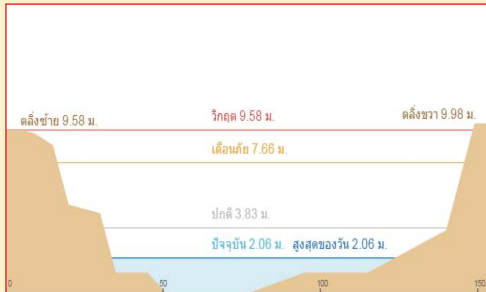 วิกฤต 9.58 ม.
ตลิ่งซ้าย 9.58 ม.
ตลิ่งขวา 9.98 ม.
เตือนภัย 7.66 ม.
ปกติ 3.83 ม.
ปัจจุบัน 2.06 ม. สูงสุดของวัน 2.06 ม.
0 50 100 150